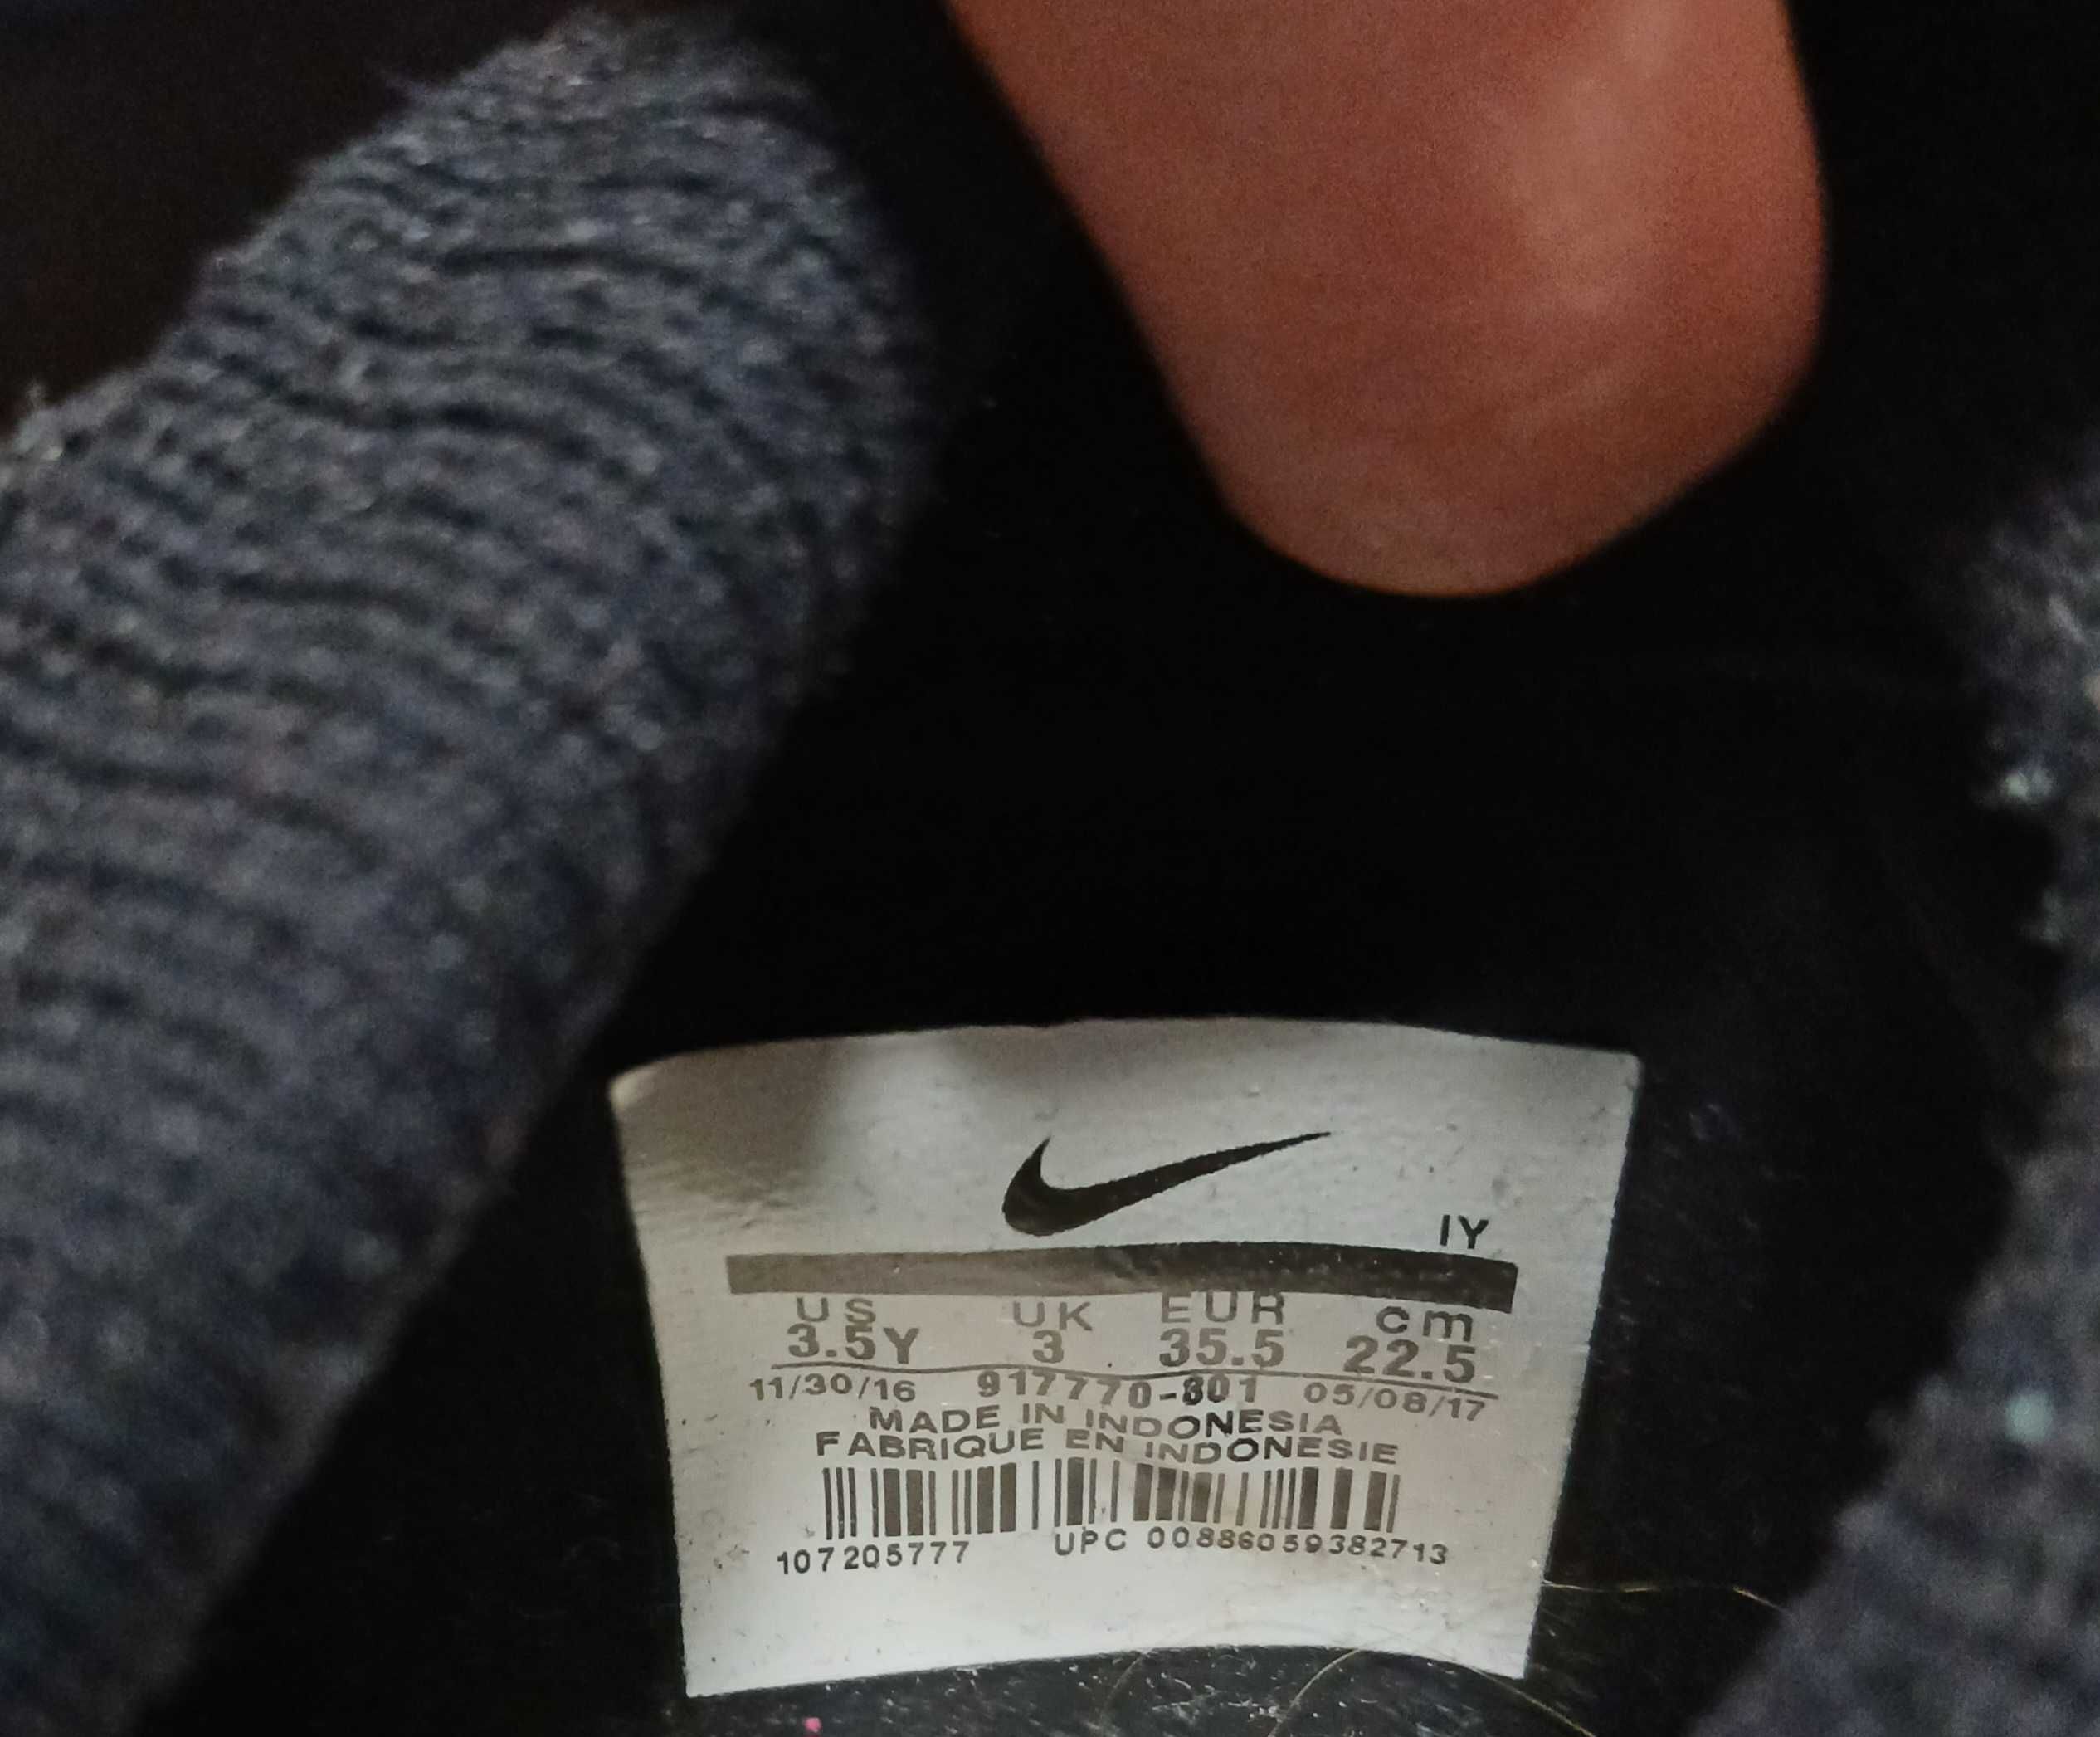 IY
US UK EUR cm
3.5Y 3 35.5 22.5
11/30/16 917770-801 05/08/17
MADE IN INDONESIA
FABRIQUE EN INDONESIE
107205777 UPC 00886059382713